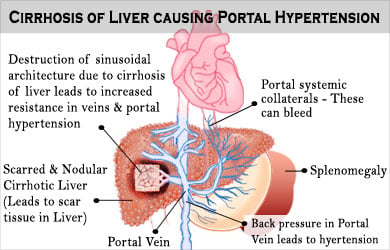 CIRRHOSIS OF LIVER CAUSING PORTAL HYPERTENSION
Destruction of sinusoidal
architecture due to cirrhosis
of liver leads to increased
resistance in veins & portal
hypertension
Portal systemic
collaterals - These
can bleed
Scarred & Nodular
Cirrhotic Liver
(Leads to scar
tissue in Liver)
Splenomegaly
Portal Vein
Back pressure in Portal
Vein leads to hyertension